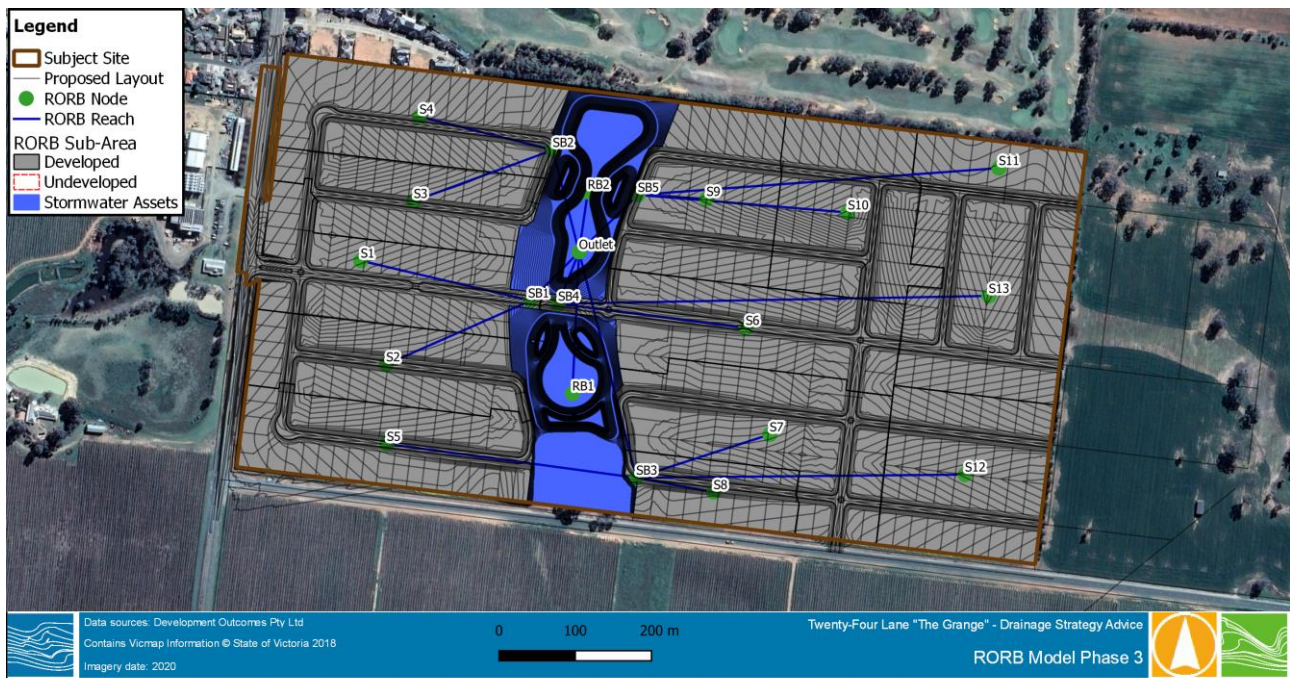 Legend
Subject Site
Proposed Layout
RORB Node
RORB Reach
RORB Sub-Area
Developed
Undeveloped
Stormwater Assets
S4
SB2
S11
S3
RB2
SB5
S9
S10
Outlet
S1
SB1
SB4
S13
S6
S2
RB1
S7
S5
SB3
S12
S8
Data sources: Development Outcomes Pty Ltd
Contains Vicmap Information © State of Victoria 2018
Imagery date: 2020
0 100 200 m
Twenty-Four Lane "The Grange" - Drainage Strategy Advice
RORB Model Phase 3